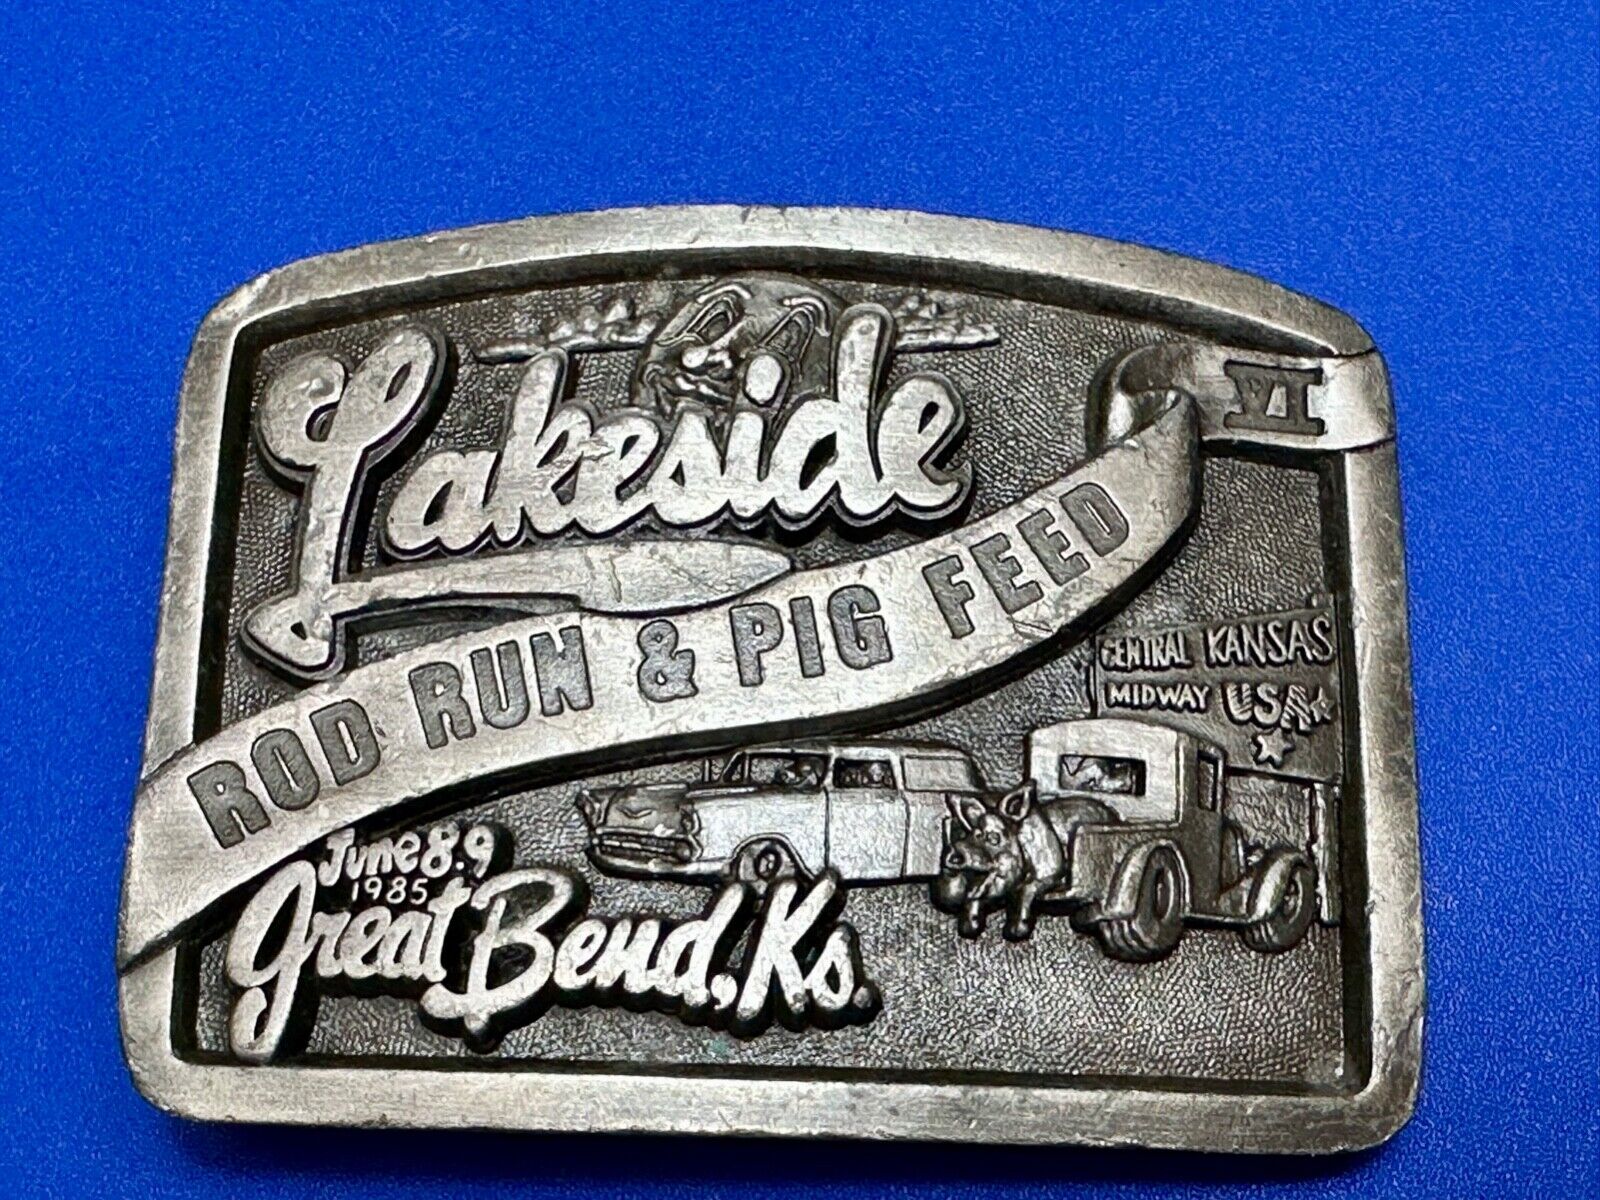 Lakeside
VI
ROD RUN & PIG FEED
CENTRAL KANSAS
MIDWAY USA
June 8.9
1985
Great Bend, Ks.